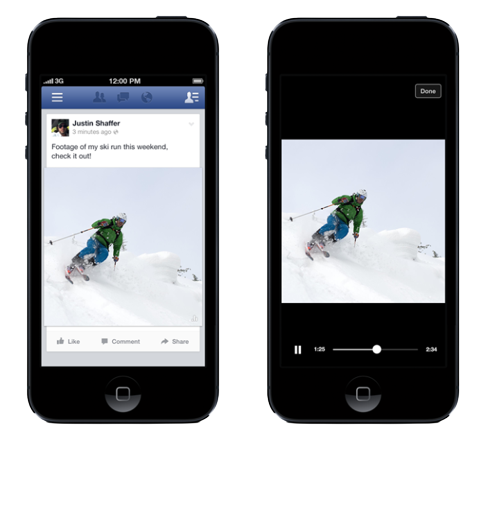 3G
12:00 PM
Justin Shaffer
3 minutes ago
Footage of my ski run this weekend,
check it out!
Like
Comment
Share
Done
1:25
2:34